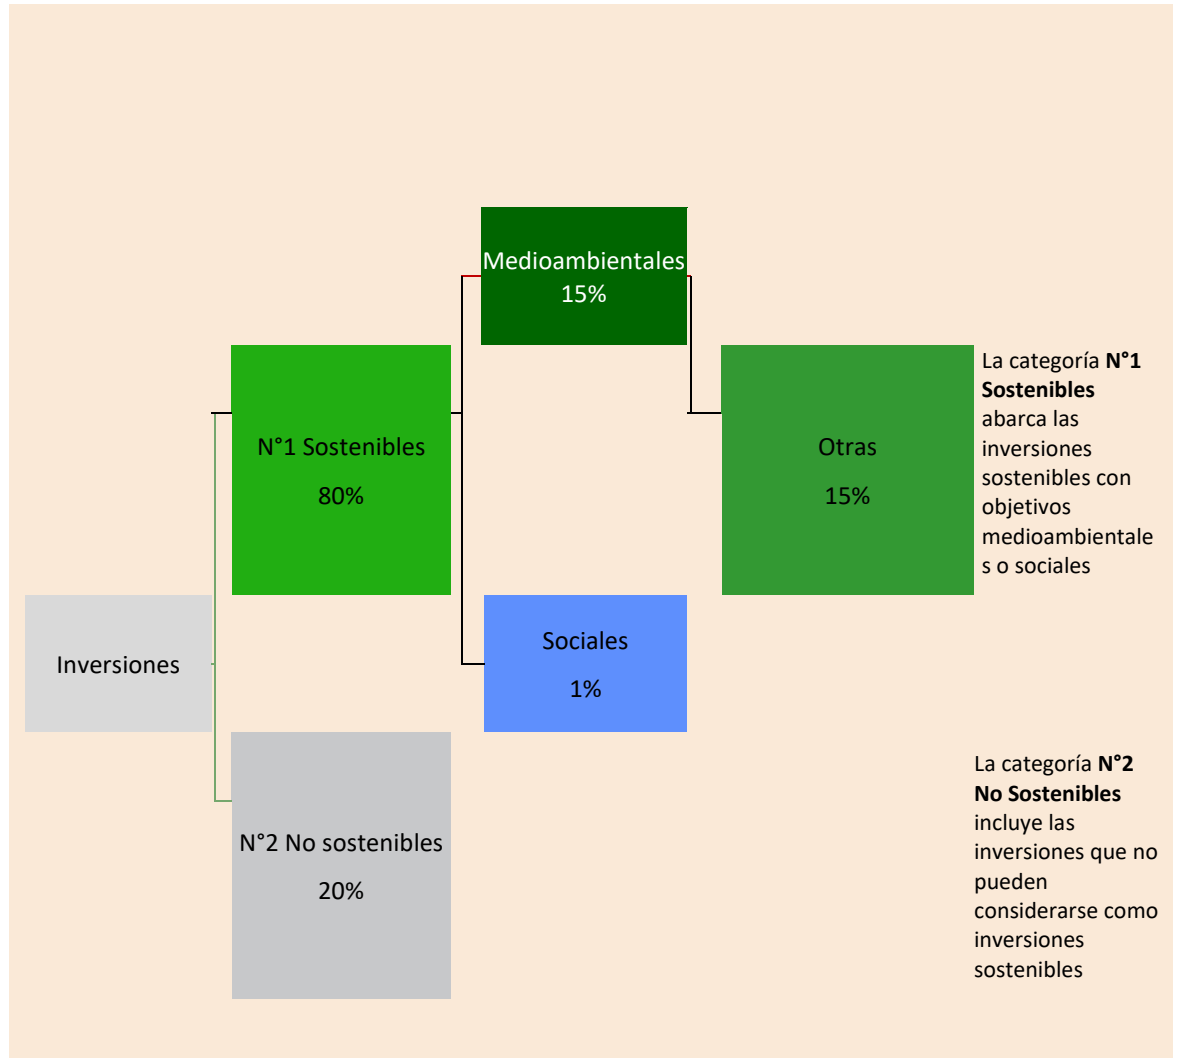 Medioambientales
15%
N°1 Sostenibles
80%
Otras
15%
La categoría N°1
Sostenibles
abarca las
inversiones
sostenibles con
objetivos
medioambientale
s o sociales
Inversiones
Sociales
1%
N°2 No sostenibles
20%
La categoría N°2
No Sostenibles
incluye las
inversiones que no
pueden
considerarse como
inversiones
sostenibles